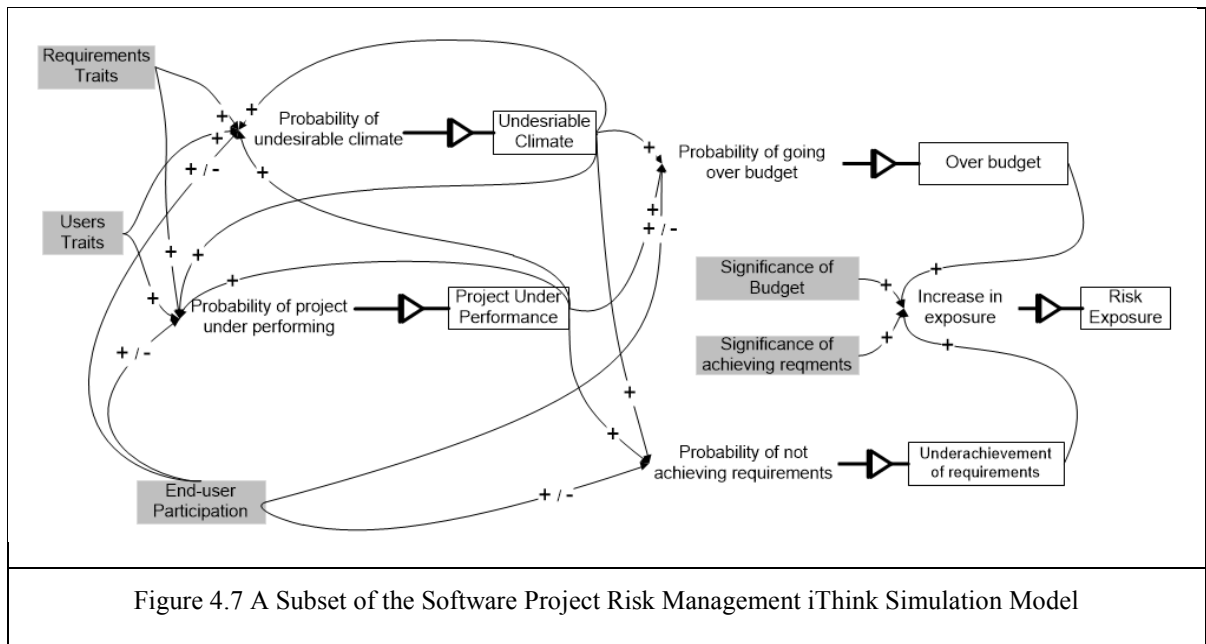 Requirements
Traits
+
+
+
+
+ / -
Probability of
undesirable climate
Undesriable
Climate
+
Probability of going
over budget
Over budget
+
+
+ / -
Users
Traits
+
+
+
+
Probability of project
under performing
Project Under
Performance
+ / -
Significance of
Budget
+
+
Increase in
exposure
Risk
Exposure
Significance of
achieving reqments
+
+
+
+
Probability of not
achieving requirements
Underachievement
of requirements
End-user
Participation
+ / -
Figure 4.7 A Subset of the Software Project Risk Management iThink Simulation Model